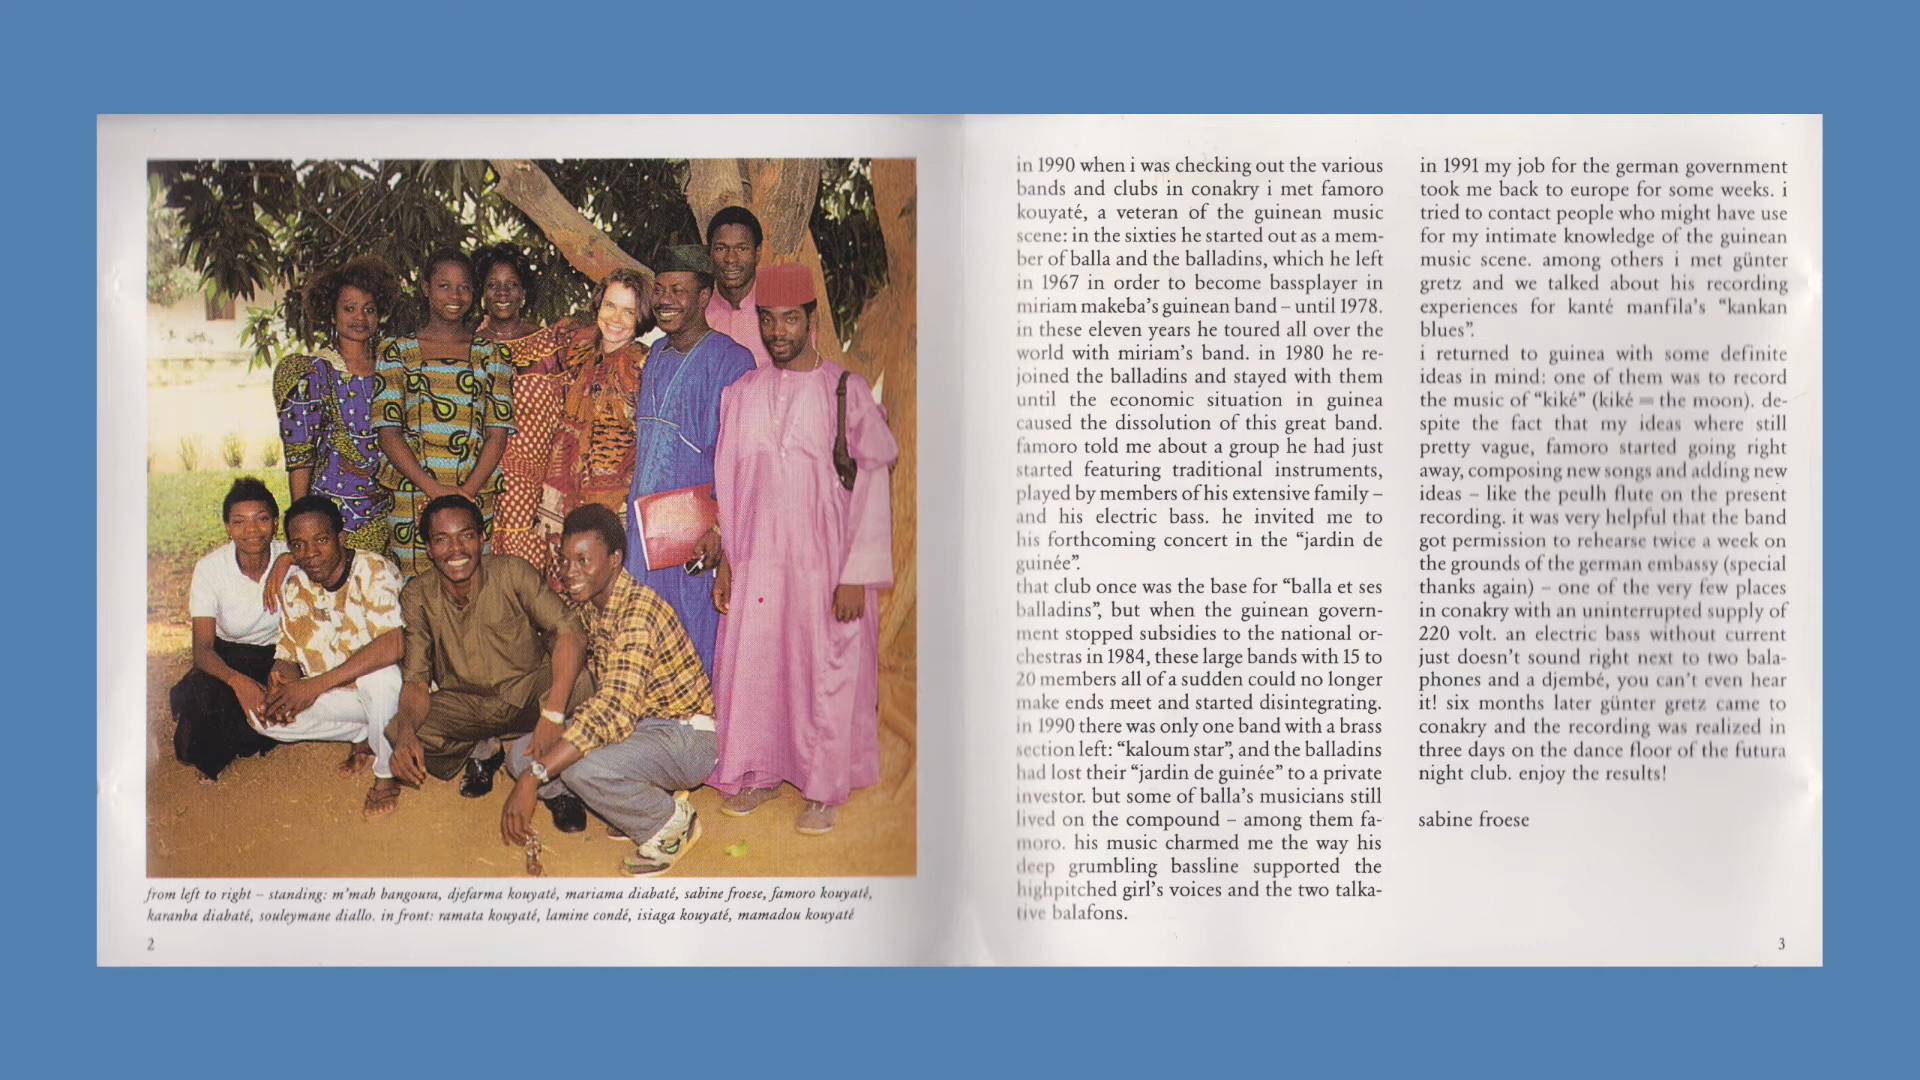 from left to right – standing: m'mah bangoura, djefarma kouyaté, mariama diabaté, sabine froese, famoro kouyaté,
karanba diabaté, souleymane diallo. in front: ramata kouyaté, lamine condé, isiaga kouyaté, mamadou kouyaté
2
in 1990 when i was checking out the various
bands and clubs in conakry i met famoro
kouyaté, a veteran of the guinean music
scene: in the sixties he started out as a mem-
ber of balla and the balladins, which he left
in 1967 in order to become bassplayer in
miriam makeba's guinean band – until 1978.
in these eleven years he toured all over the
world with miriam's band. in 1980 he re-
joined the balladins and stayed with them
until the economic situation in guinea
caused the dissolution of this great band.
famoro told me about a group he had just
started featuring traditional instruments,
played by members of his extensive family –
and his electric bass. he invited me to
his forthcoming concert in the “jardin de
guinée”.
that club once was the base for “balla et ses
balladins”, but when the guinean govern-
ment stopped subsidies to the national or-
chestras in 1984, these large bands with 15 to
20 members all of a sudden could no longer
make ends meet and started disintegrating.
in 1990 there was only one band with a brass
section left: “kaloum star”, and the balladins
had lost their “jardin de guinée” to a private
investor. but some of balla's musicians still
lived on the compound – among them fa-
moro. his music charmed me the way his
deep grumbling bassline supported the
highpitched girl's voices and the two talka-
tive balafons.
in 1991 my job for the german government
took me back to europe for some weeks. i
tried to contact people who might have use
for my intimate knowledge of the guinean
music scene. among others i met günter
gretz and we talked about his recording
experiences for kanté manfila's “kankan
blues”.
i returned to guinea with some definite
ideas in mind: one of them was to record
the music of “kiké” (kiké = the moon). de-
spite the fact that my ideas where still
pretty vague, famoro started going right
away, composing new songs and adding new
ideas – like the peulh flute on the present
recording. it was very helpful that the band
got permission to rehearse twice a week on
the grounds of the german embassy (special
thanks again) – one of the very few places
in conakry with an uninterrupted supply of
220 volt. an electric bass without current
just doesn't sound right next to two bala-
phones and a djembé, you can't even hear
it! six months later günter gretz came to
conakry and the recording was realized in
three days on the dance floor of the futura
night club. enjoy the results!
sabine froese
3